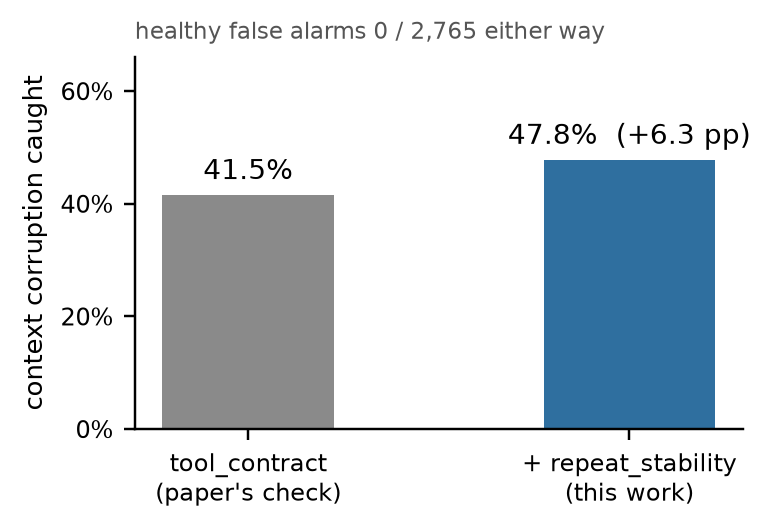 healthy false alarms 0 / 2,765 either way
context corruption caught
60%
40%
20%
0%
41.5%
47.8%  (+6.3 pp)
tool_contract
(paper's check)
+ repeat_stability
(this work)